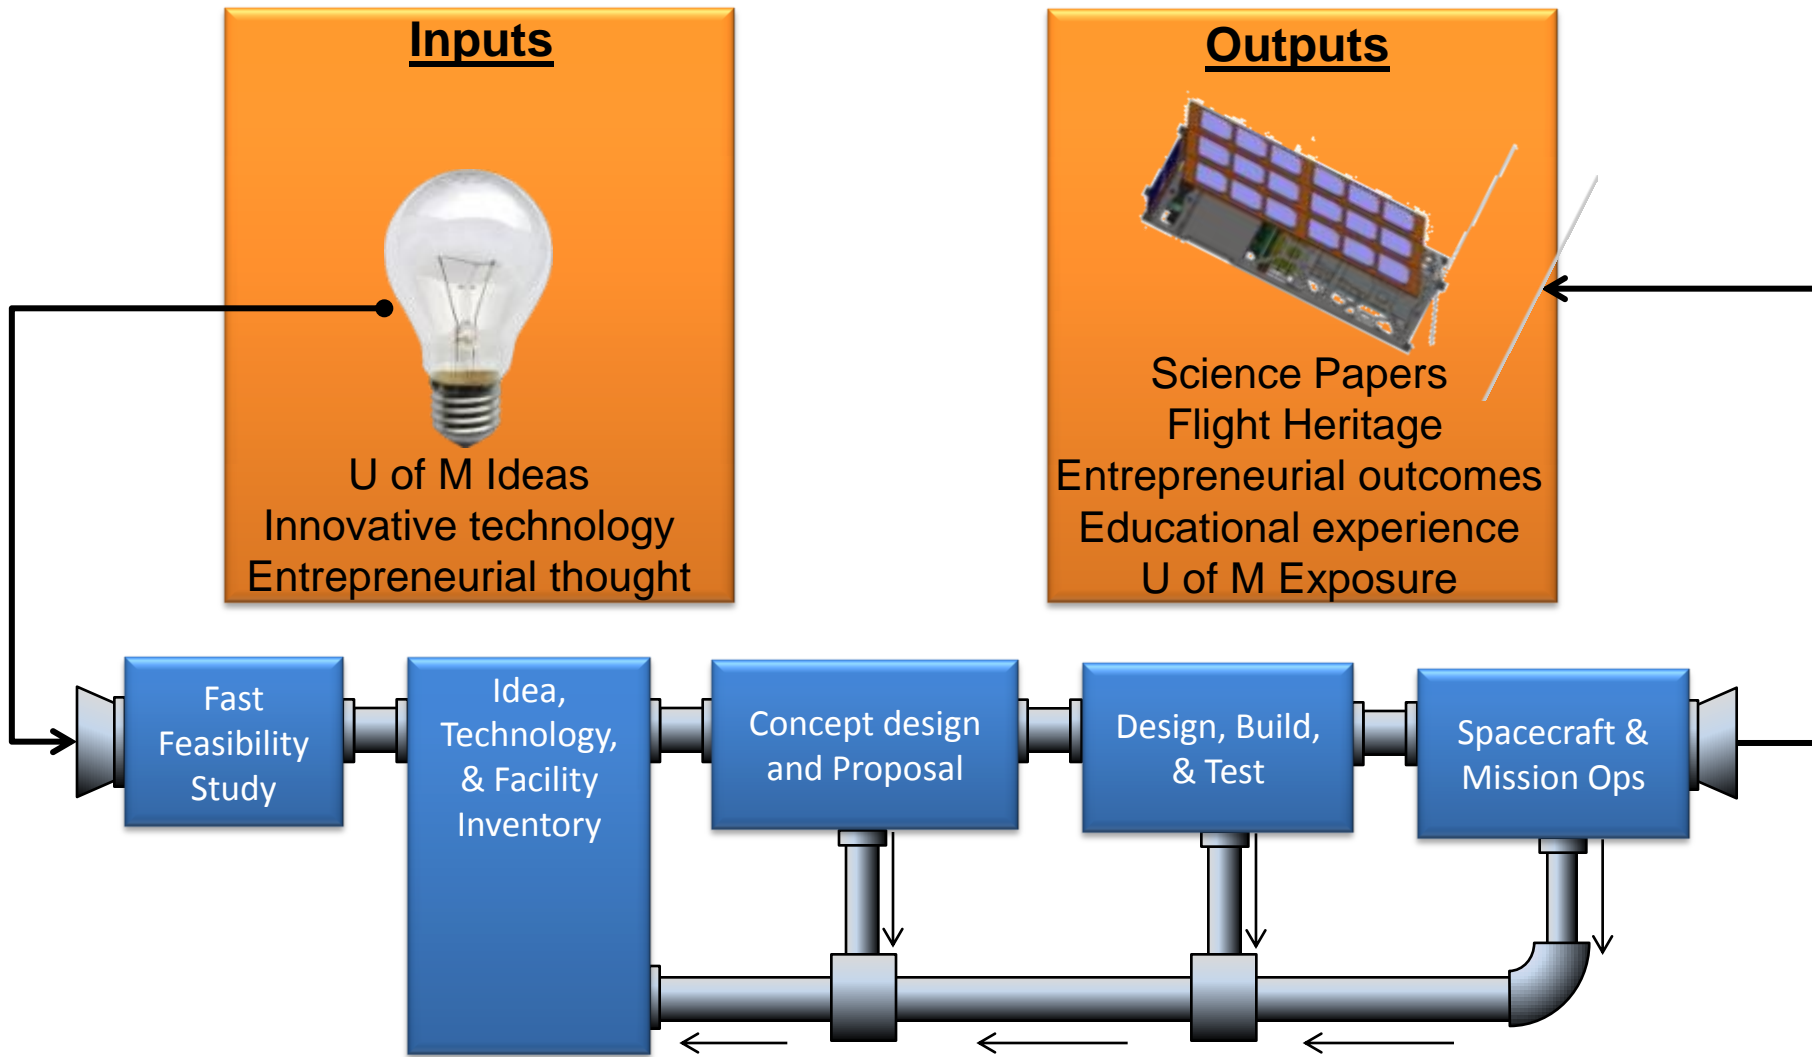 Inputs
U of M Ideas
Innovative technology
Entrepreneurial thought
Outputs
Science Papers
Flight Heritage
Entrepreneurial outcomes
Educational experience
U of M Exposure
Fast
Feasibility
Study
Idea,
Technology,
& Facility
Inventory
Concept design
and Proposal
Design, Build,
& Test
Spacecraft &
Mission Ops